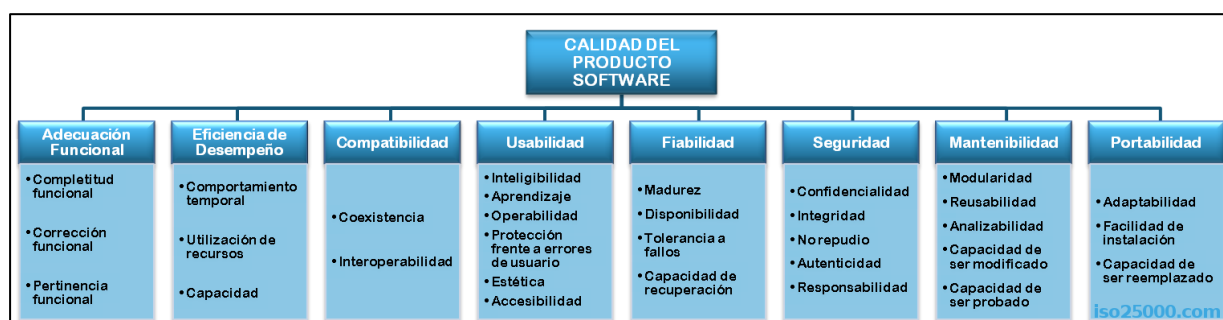 CALIDAD DEL
PRODUCTO
SOFTWARE
Adecuación
Funcional
• Completitud
funcional
• Corrección
funcional
• Pertinencia
funcional
Eficiencia de
Desempeño
• Comportamiento
temporal
• Utilización de
recursos
• Capacidad
Compatibilidad
• Coexistencia
• Interoperabilidad
Usabilidad
• Inteligibilidad
• Aprendizaje
• Operabilidad
• Protección
frente a errores
de usuario
• Estética
• Accesibilidad
Fiabilidad
• Madurez
• Disponibilidad
• Tolerancia a
fallos
• Capacidad de
recuperación
Seguridad
• Confidencialidad
• Integridad
• No repudio
• Autenticidad
• Responsabilidad
Mantenibilidad
• Modularidad
• Reusabilidad
• Analizabilidad
• Capacidad de
ser modificado
• Capacidad de
ser probado
Portabilidad
• Adaptabilidad
• Facilidad de
instalación
• Capacidad de
ser reemplazado
iso25000.com